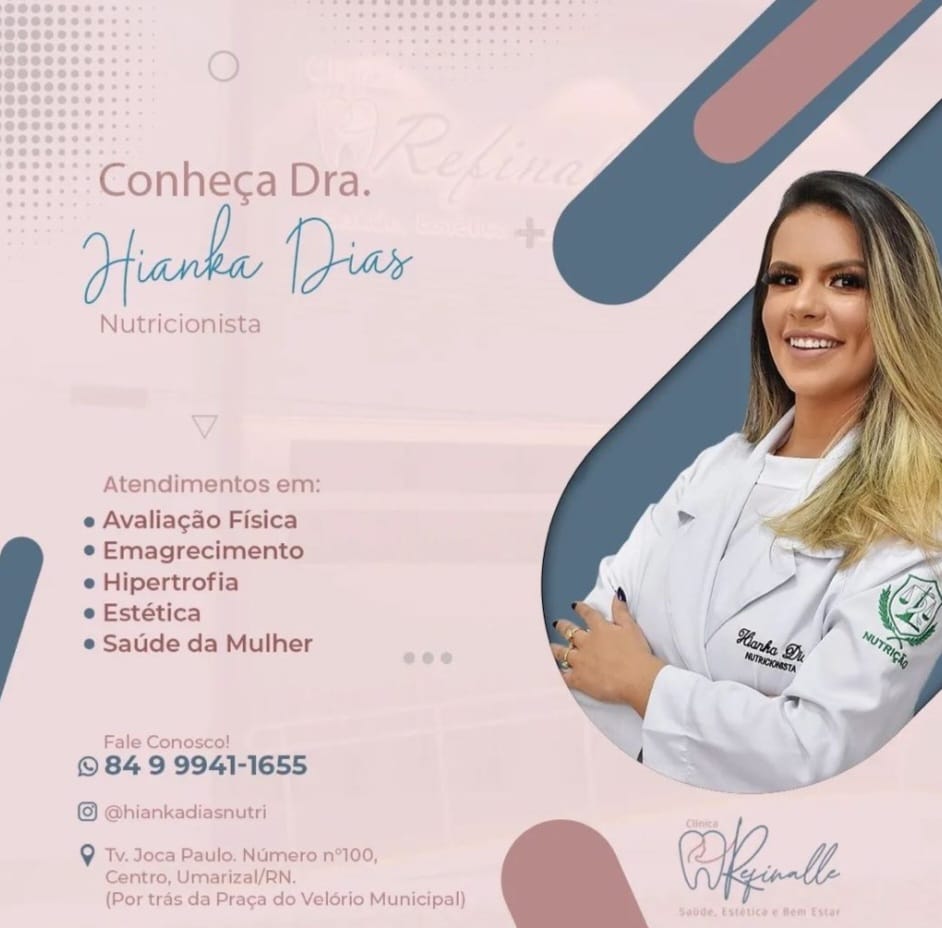 Conheça Dra.
Hianka Dias
Nutricionista
Atendimentos em:
• Avaliação Física
• Emagrecimento
• Hipertrofia
• Estética
• Saúde da Mulher
Fale Conosco!
84 9 9941-1655
@hiankadiasnutri
Tv. Joca Paulo. Número n°100,
Centro, Umarizal/RN.
(Por trás da Praça do Velório Municipal)
Hianka Di
NUTRICIONISTA
NUTRIÇÃO
Clínica
Refinalle
Saúde, Estética e Bem Estar